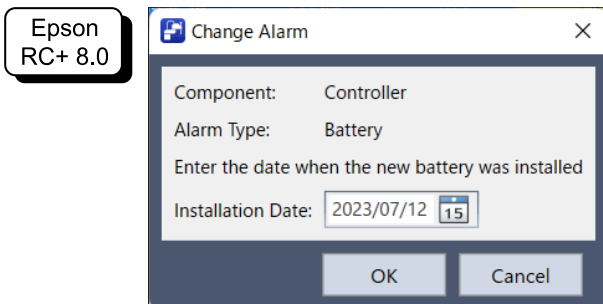 Epson
RC+ 8.0
Change Alarm
Component: Controller
Alarm Type: Battery
Enter the date when the new battery was installed
Installation Date: 2023/07/12 15
OK Cancel